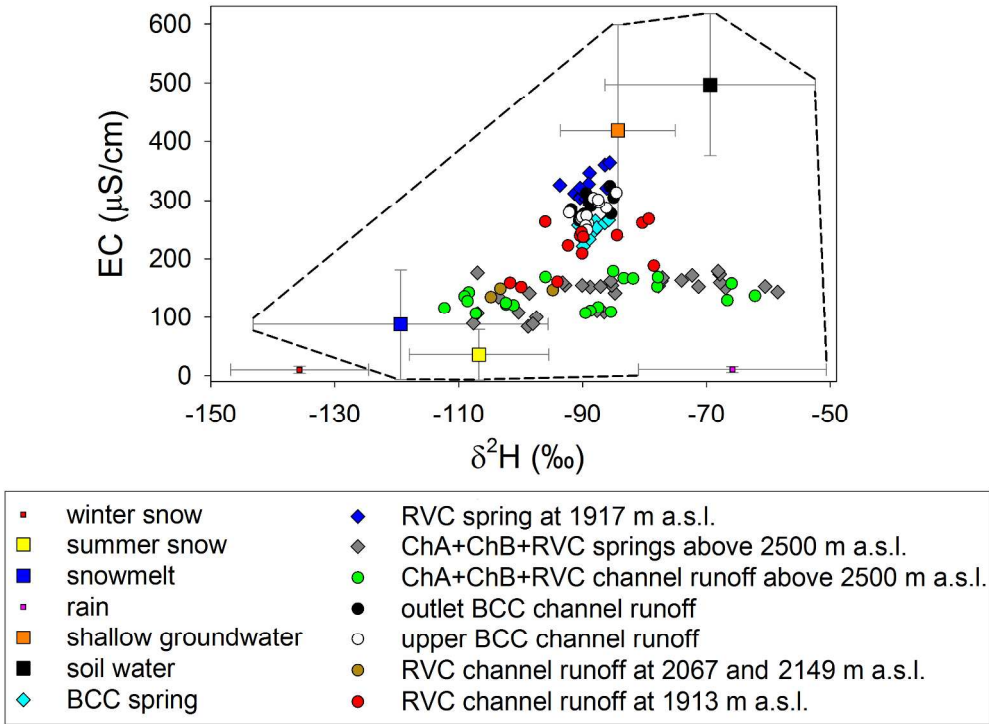 600
500
400
300
200
100
0
EC (μS/cm)
-150
-130
-110
-90
-70
-50
δ²H (‰)
winter snow
summer snow
snowmelt
rain
shallow groundwater
soil water
BCC spring
RVC spring at 1917 m a.s.l.
ChA+ChB+RVC springs above 2500 m a.s.l.
ChA+ChB+RVC channel runoff above 2500 m a.s.l.
outlet BCC channel runoff
upper BCC channel runoff
RVC channel runoff at 2067 and 2149 m a.s.l.
RVC channel runoff at 1913 m a.s.l.